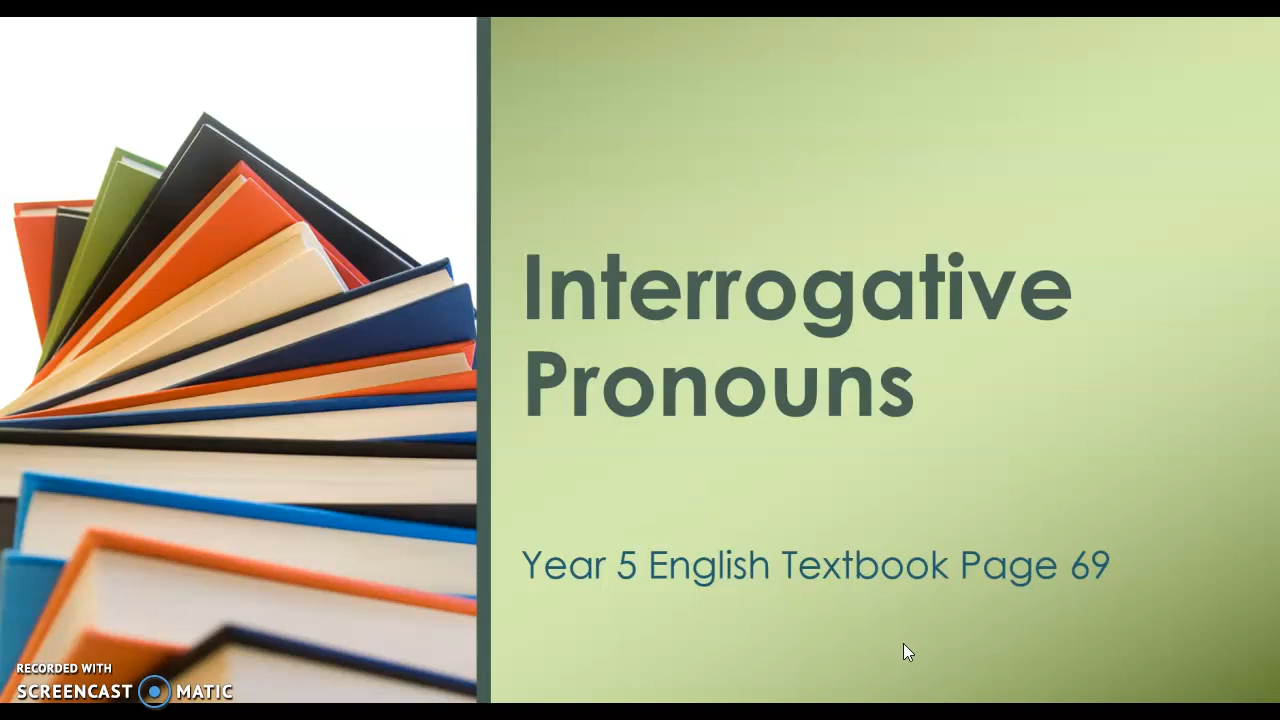 Interrogative
Pronouns
Year 5 English Textbook Page 69
RECORDED WITH
SCREENCAST MATIC